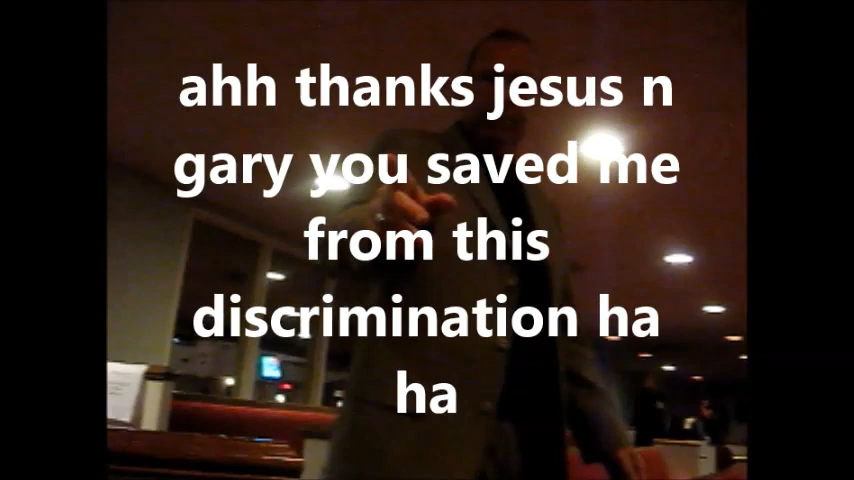 ahh thanks jesus n
gary you saved me
from this
discrimination ha
ha